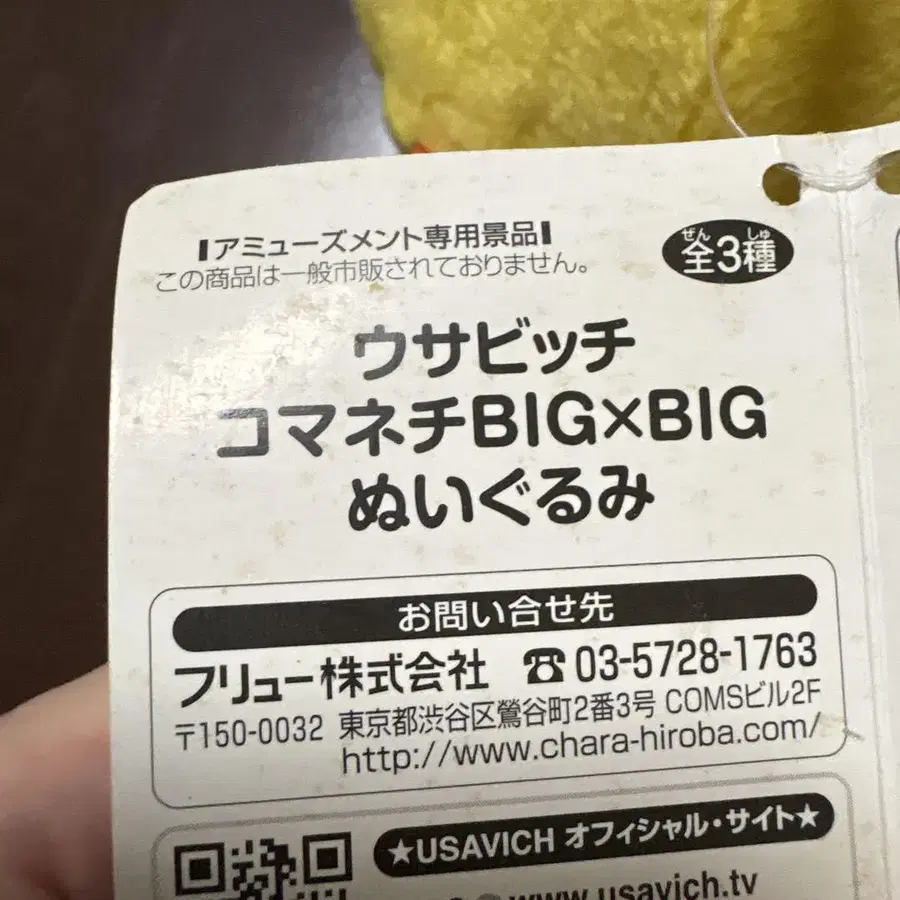 アミューズメント専用景品
この商品は一般市販されておりません。
ぜん しゅ
全3種
ウサビッチ
コマネチBIG×BIG
ぬいぐるみ
お問い合せ先
フリュー株式会社 ☎03-5728-1763
〒150-0032 東京都渋谷区鶯谷町2番3号 COMSビル2F
http://www.chara-hiroba.com/
★USAVICH オフィシャル・サイト★
www.usavich.tv